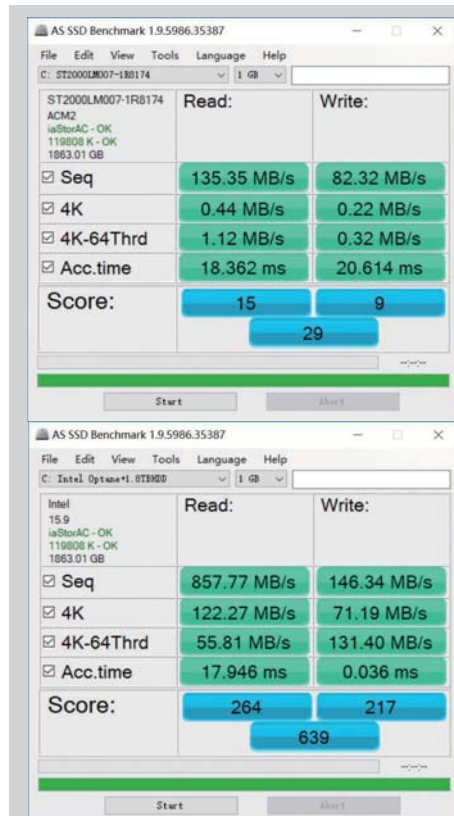 AS SSD Benchmark 1.9.5986.35387
File Edit View Tools Language Help
C: ST2000LM007-1R8174 1 GB
ST2000LM007-1R8174
ACM2
iaStorAC - OK
119808 K - OK
1863.01 GB
Read: Write:
Seq 135.35 MB/s 82.32 MB/s
4K 0.44 MB/s 0.22 MB/s
4K-64Thrd 1.12 MB/s 0.32 MB/s
Acc.time 18.362 ms 20.614 ms
Score: 15 9
29
--:--:--
Start Abort
AS SSD Benchmark 1.9.5986.35387
File Edit View Tools Language Help
C: Intel Optane+1.8TBHDD 1 GB
Intel
15.9
iaStorAC - OK
119808 K - OK
1863.01 GB
Read: Write:
Seq 857.77 MB/s 146.34 MB/s
4K 122.27 MB/s 71.19 MB/s
4K-64Thrd 55.81 MB/s 131.40 MB/s
Acc.time 17.946 ms 0.036 ms
Score: 264 217
639
--:--:--
Start Abort